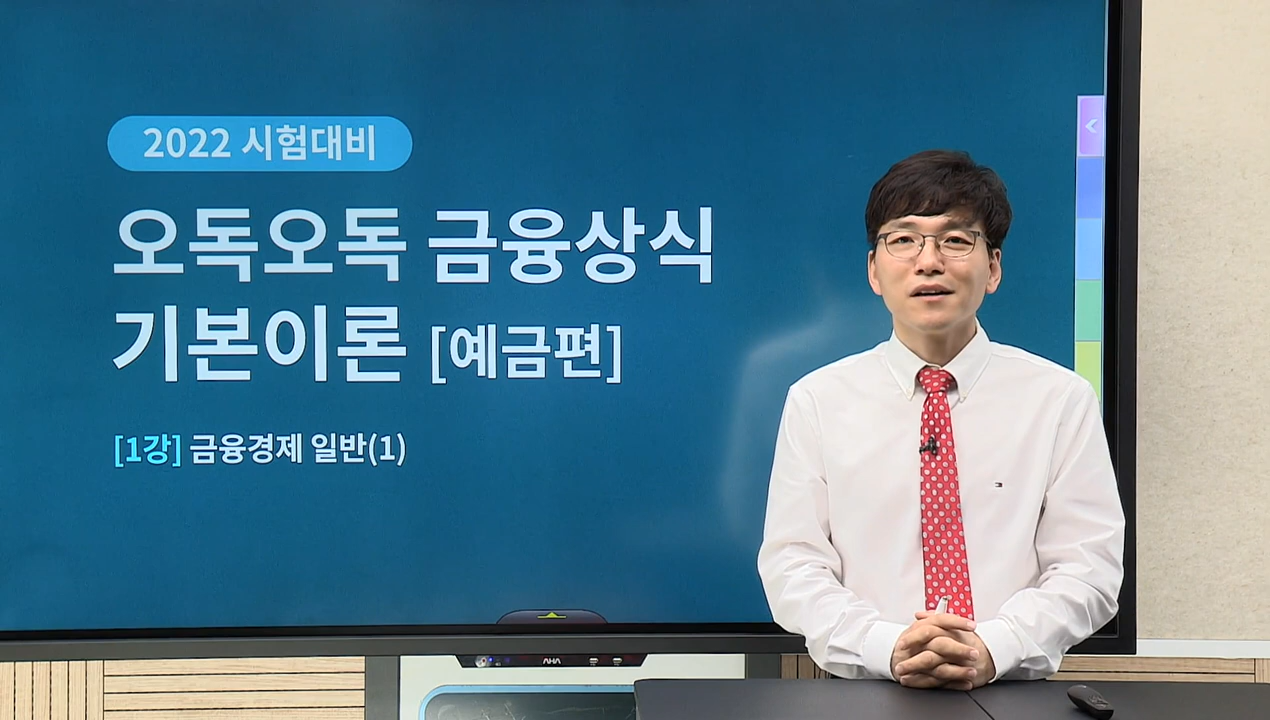 2022 시험대비
오독오독 금융상식
기본이론 [예금편]
[1강] 금융경제 일반(1)
AHA